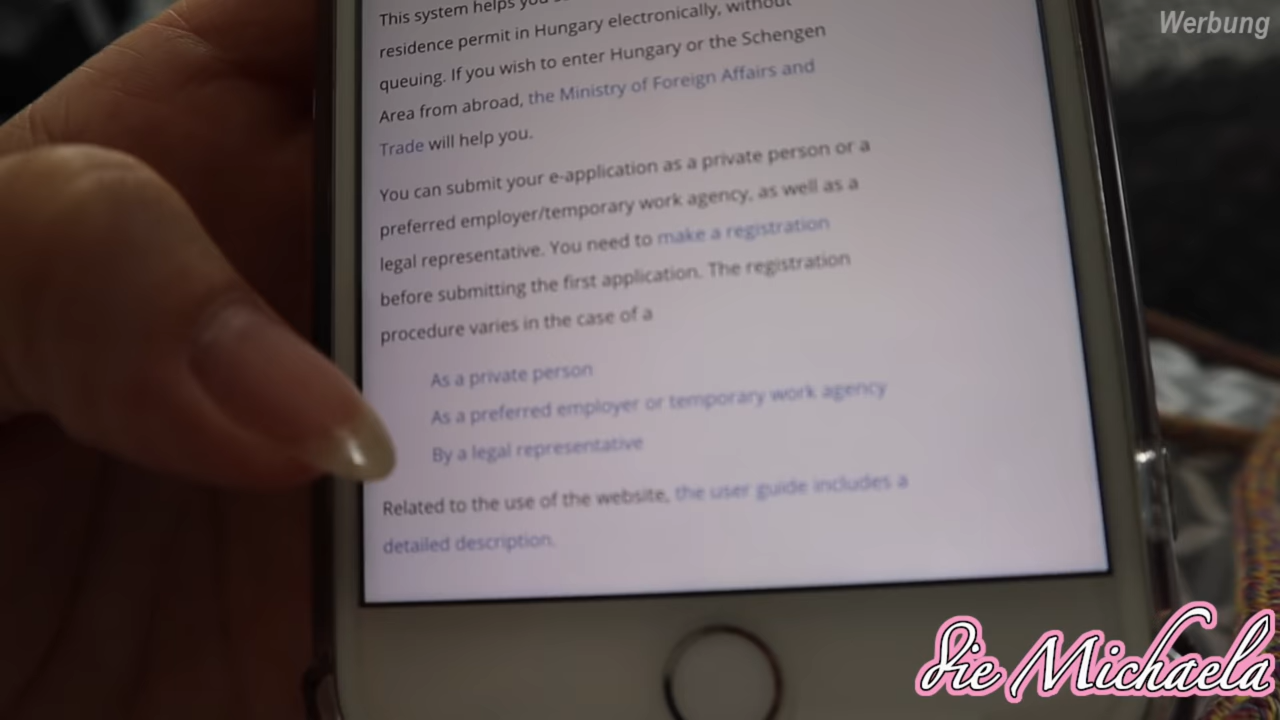 Werbung
This system helps you
residence permit in Hungary electronically, without
queuing. If you wish to enter Hungary or the Schengen
Area from abroad, the Ministry of Foreign Affairs and
Trade will help you.
You can submit your e-application as a private person or a
preferred employer/temporary work agency, as well as a
legal representative. You need to make a registration
before submitting the first application. The registration
procedure varies in the case of a
As a private person
As a preferred employer or temporary work agency
By a legal representative
Related to the use of the website, the user guide includes a
detailed description.
Die Michaela